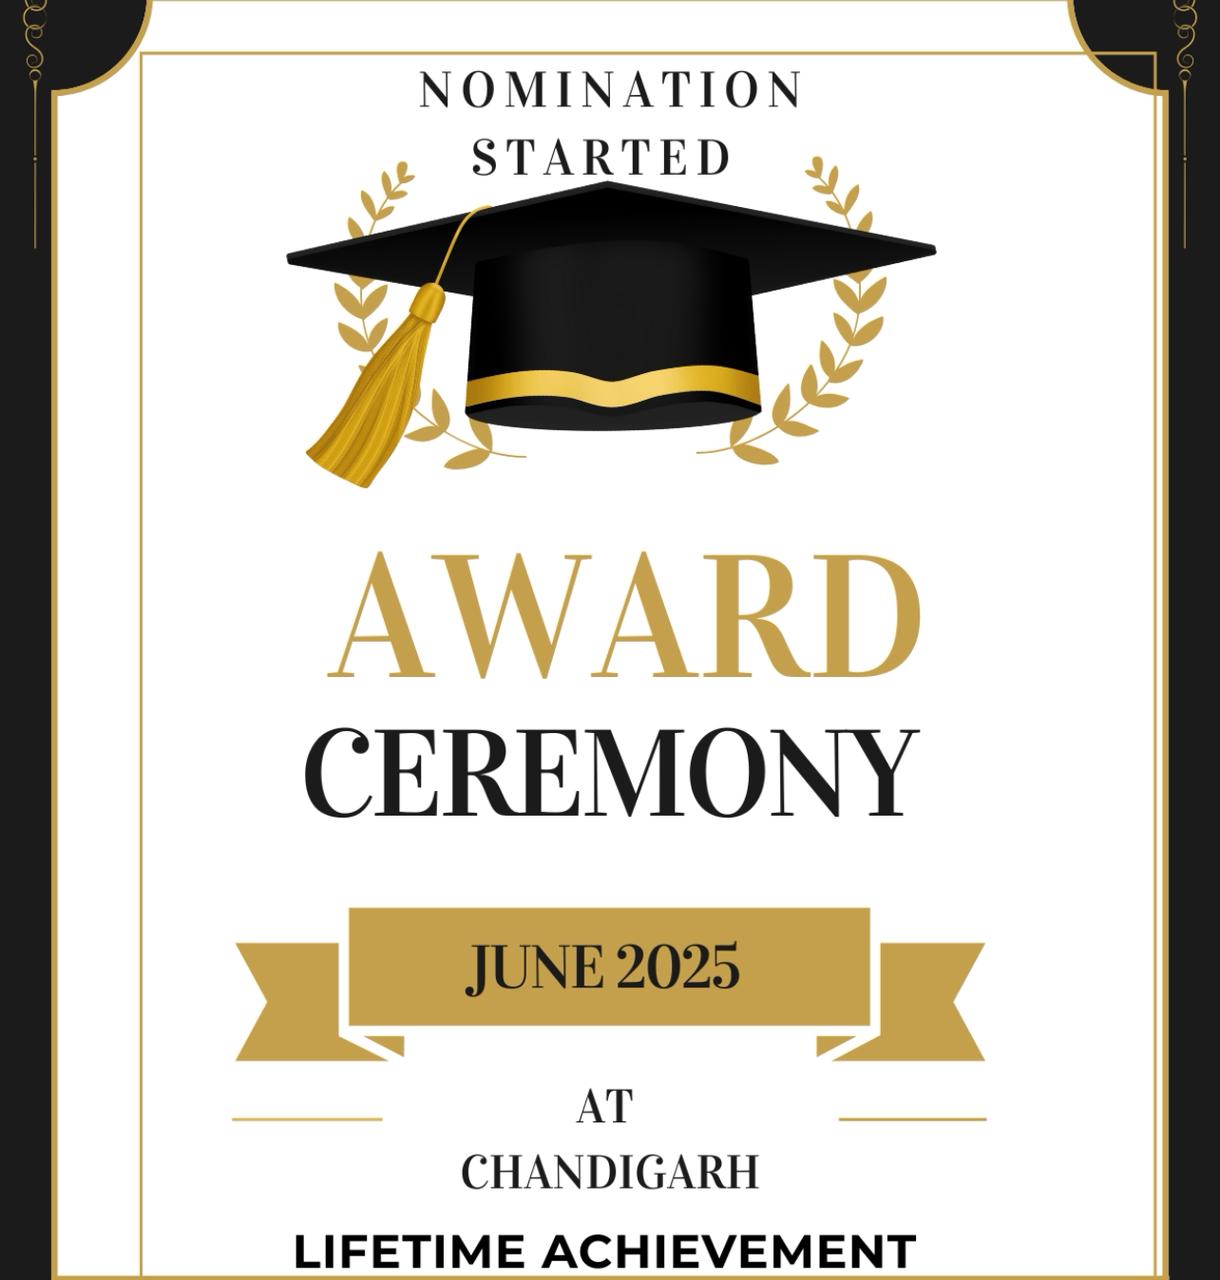 NOMINATION
STARTED
AWARD
CEREMONY
JUNE 2025
AT
CHANDIGARH
LIFETIME ACHIEVEMENT